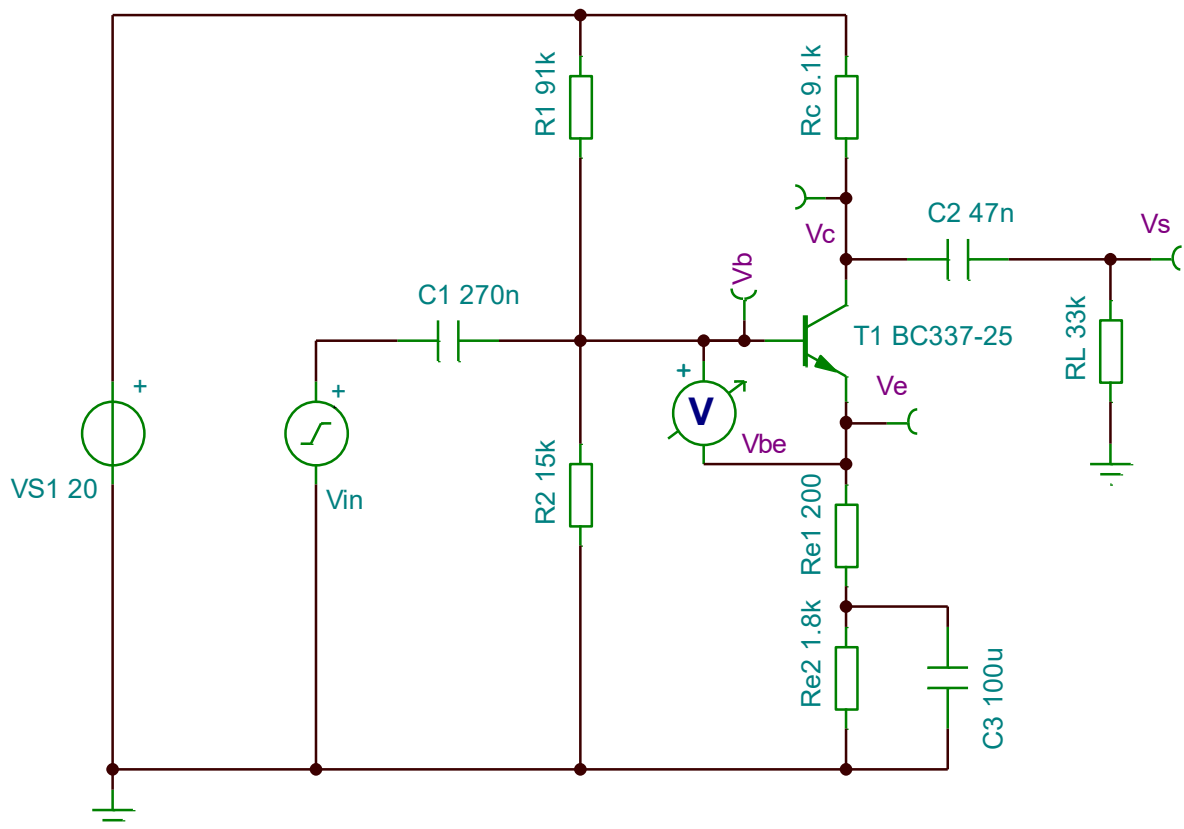 R1 91k
Rc 9.1k
C2 47n
Vs
Vc
Vb
C1 270n
T1 BC337-25
RL 33k
+
+
+
V
Ve
Vbe
VS1 20
Vin
R2 15k
Re1 200
Re2 1.8k
C3 100u